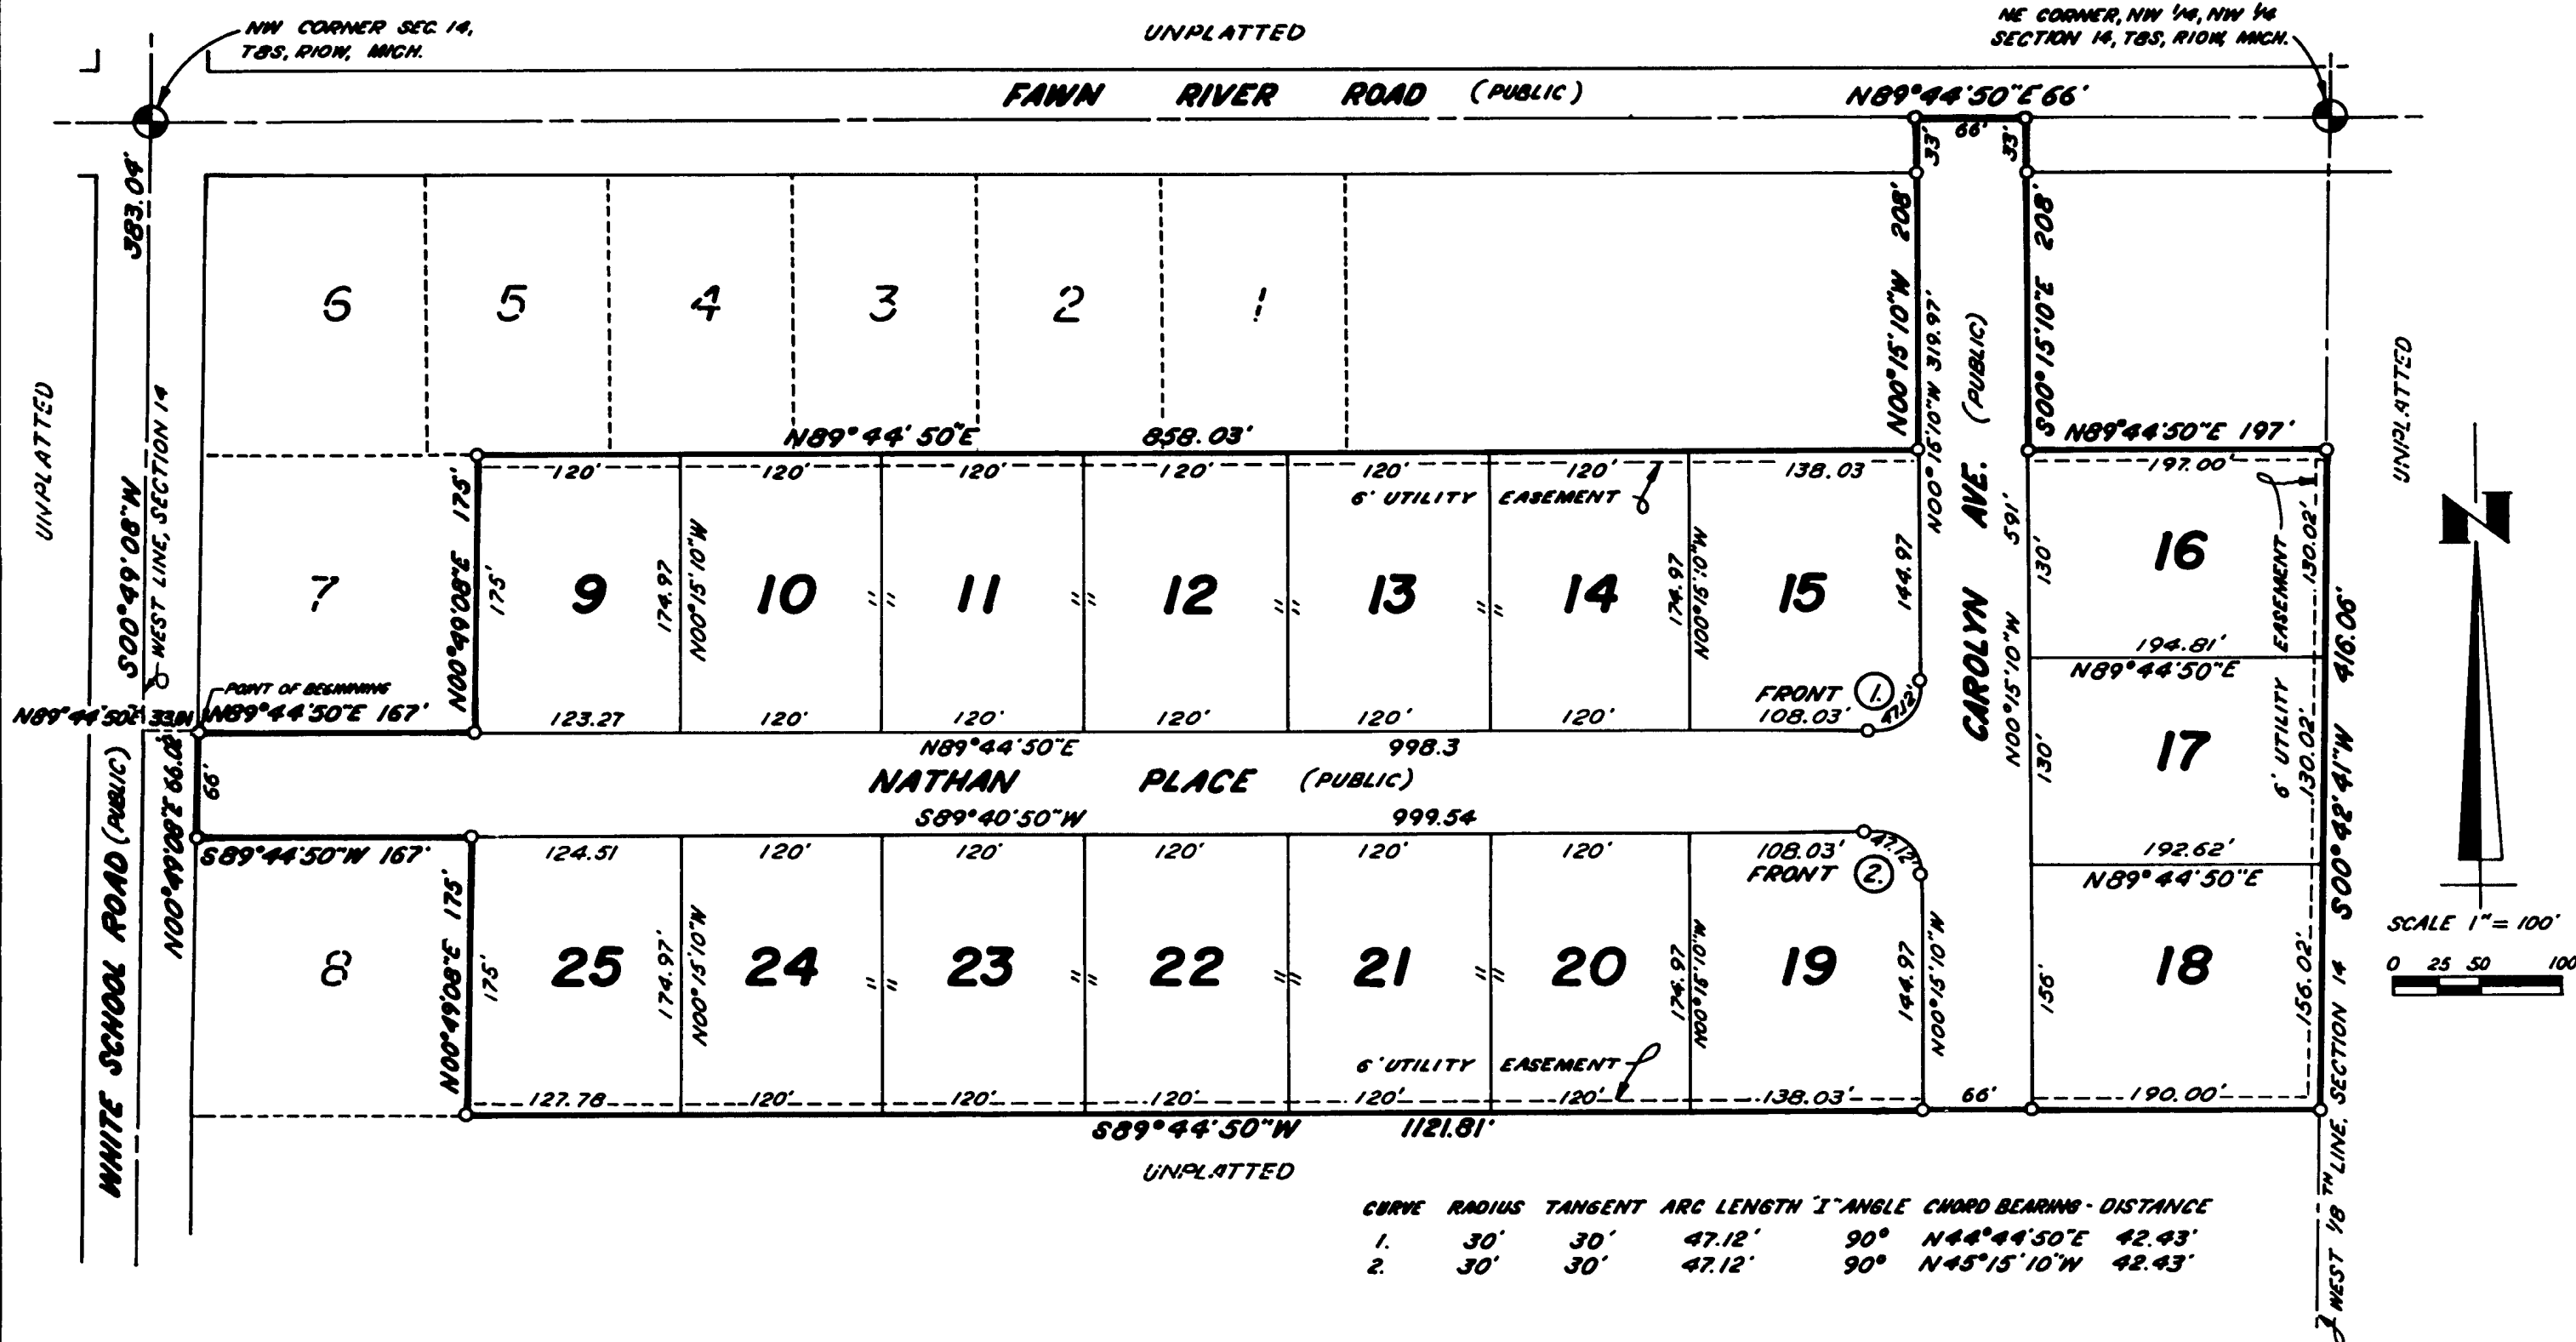 NW CORNER SEC. 14,
T8S, R10W, MICH.
UNPLATTED
NE CORNER, NW 1/4, NW 1/4
SECTION 14, T8S, R10W, MICH.
FAWN RIVER ROAD (PUBLIC)
N89°44'50"E 66'
66'
33'
33'
383.04'
S00°49'08"W
WEST LINE, SECTION 14
UNPLATTED
6
5
4
3
2
1
N00°15'10"W 208'
N00°15'10"W 319.97'
CAROLYN AVE. (PUBLIC)
S00°15'10"E 208'
UNPLATTED
N
N89°44'50"E 858.03'
N89°44'50"E 197'
120'
120'
120'
120'
120'
120'
138.03
197.00'
6' UTILITY EASEMENT
7
N00°49'08"E 175'
175'
9
174.97
N00°15'10"W
10
11
12
13
14
174.97
N00°15'10"W
15
144.97
591'
N00°15'10"W
130'
16
130.02'
6' UTILITY EASEMENT
194.81'
N89°44'50"E
130'
17
130.02'
S00°42'41"W 416.06'
192.62'
N89°44'50"E
POINT OF BEGINNING
N89°44'50"E 33.01
N89°44'50"E 167'
123.27
120'
120'
120'
120'
120'
FRONT 1.
108.03'
47.12'
N89°44'50"E 998.3
NATHAN PLACE (PUBLIC)
S89°40'50"W 999.54
66'
N00°49'08"E 66.02'
WHITE SCHOOL ROAD (PUBLIC)
S89°44'50"W 167'
124.51
120'
120'
120'
120'
120'
108.03'
FRONT 2.
47.12'
8
N00°49'08"E 175'
175'
25
174.97'
N00°15'10"W
24
23
22
21
20
174.97
N00°15'10"W
19
144.97
N00°15'10"W
156'
18
156.02'
SCALE 1" = 100'
0 25 50 100
6' UTILITY EASEMENT
127.78
120'
120'
120'
120'
120'
138.03'
66'
190.00'
S89°44'50"W 1121.81'
UNPLATTED
WEST 1/8 TH LINE, SECTION 14
CURVE RADIUS TANGENT ARC LENGTH "I" ANGLE CHORD BEARING - DISTANCE
1. 30' 30' 47.12' 90° N44°44'50"E 42.43'
2. 30' 30' 47.12' 90° N45°15'10"W 42.43'